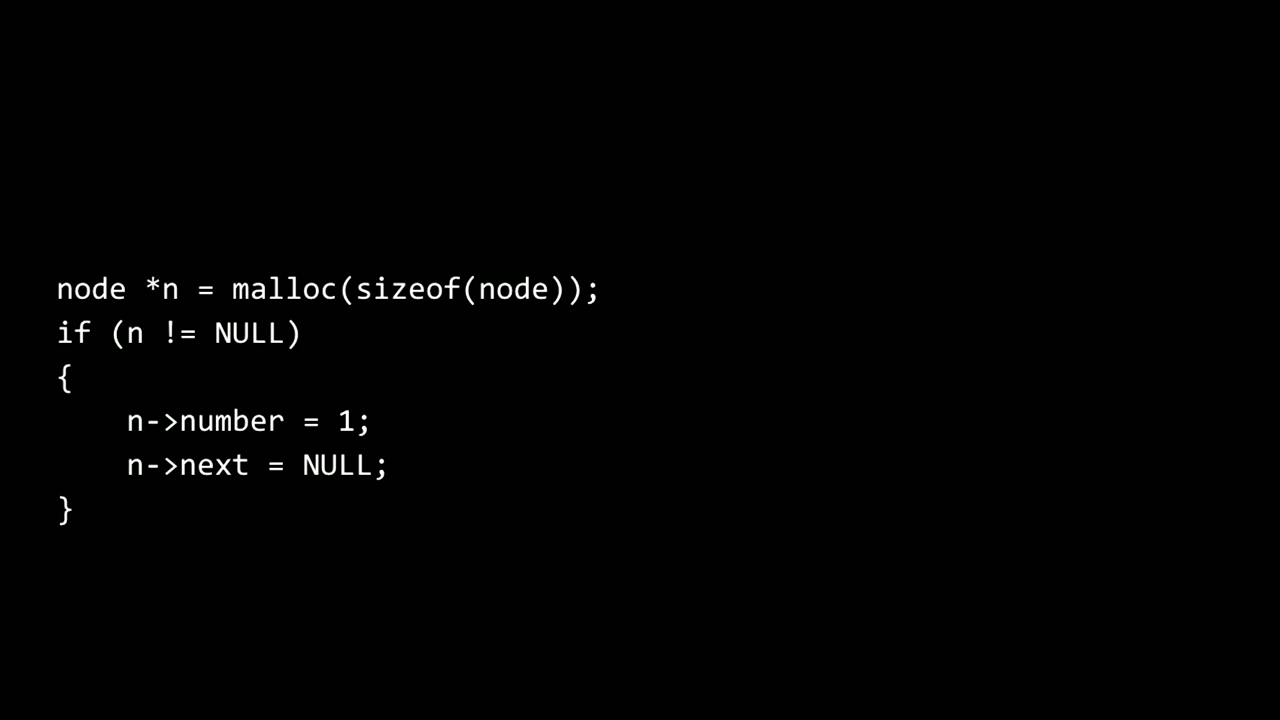 node *n = malloc(sizeof(node));
if (n != NULL)
{
    n->number = 1;
    n->next = NULL;
}